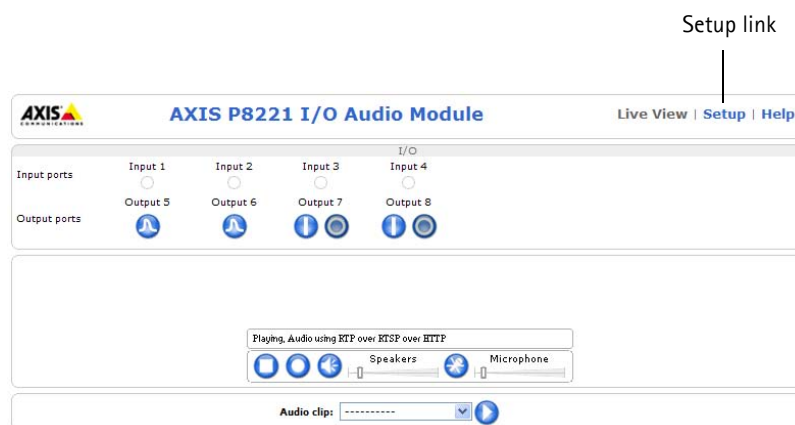 Setup link
AXIS COMMUNICATIONS
AXIS P8221 I/O Audio Module
Live View | Setup | Help
I/O
Input ports
Input 1 Input 2 Input 3 Input 4
Output 5 Output 6 Output 7 Output 8
Output ports
Playing, Audio using RTP over RTSP over HTTP
Speakers Microphone
Audio clip: ----------